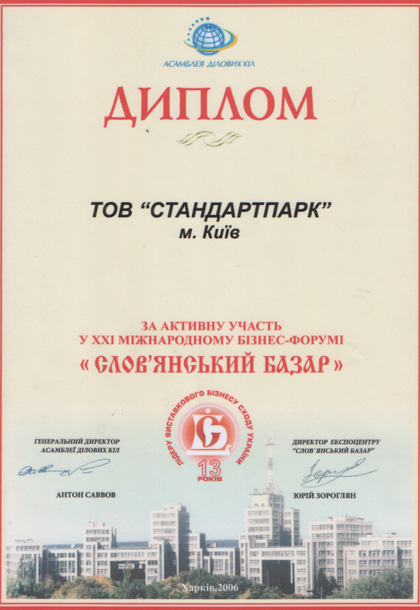 АСАМБЛЕЯ ДІЛОВИХ КІЛ
ДИПЛОМ
ТОВ “СТАНДАРТПАРК”
м. Київ
ЗА АКТИВНУ УЧАСТЬ
У XXI МІЖНАРОДНОМУ БІЗНЕС-ФОРУМІ
« СЛОВ’ЯНСЬКИЙ БАЗАР »
ЛІДЕРУ ВИСТАВКОВОГО БІЗНЕСУ СХОДУ УКРАЇНИ
13
РОКІВ
ГЕНЕРАЛЬНИЙ ДИРЕКТОР
АСАМБЛЕЇ ДІЛОВИХ КІЛ
АНТОН САВВОВ
ДИРЕКТОР ЕКСПОЦЕНТРУ
“СЛОВ’ЯНСЬКИЙ БАЗАР”
ЮРІЙ ЗОРОГЛЯН
Харків,2006